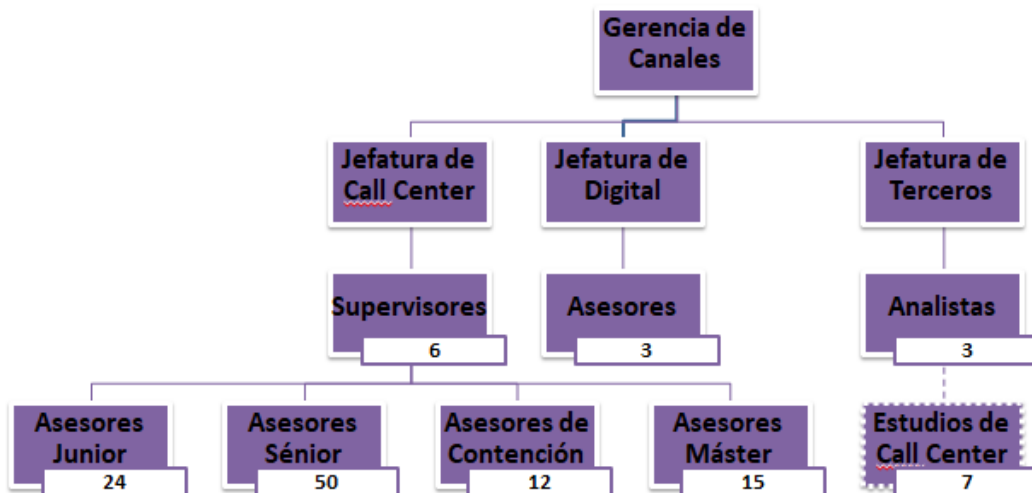 Gerencia de
Canales
Jefatura de
Call Center
Jefatura de
Digital
Jefatura de
Terceros
Supervisores
6
Asesores
3
Analistas
3
Asesores
Junior
24
Asesores
Sénior
50
Asesores de
Contención
12
Asesores
Máster
15
Estudios de
Call Center
7